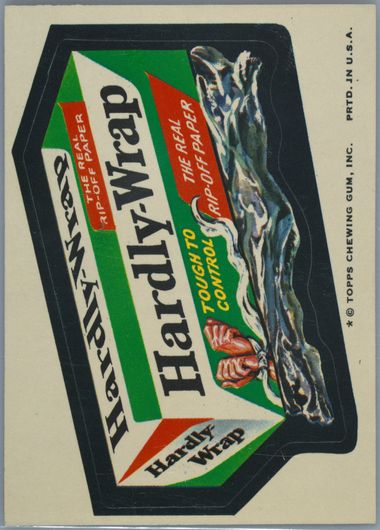 Hardly-Wrap
THE REAL
RIP-OFF PAPER
Hardly-Wrap
THE REAL
RIP-OFF PAPER
TOUGH TO
CONTROL
Hardly-
Wrap
* © TOPPS CHEWING GUM, INC. PRTD. IN U.S.A.